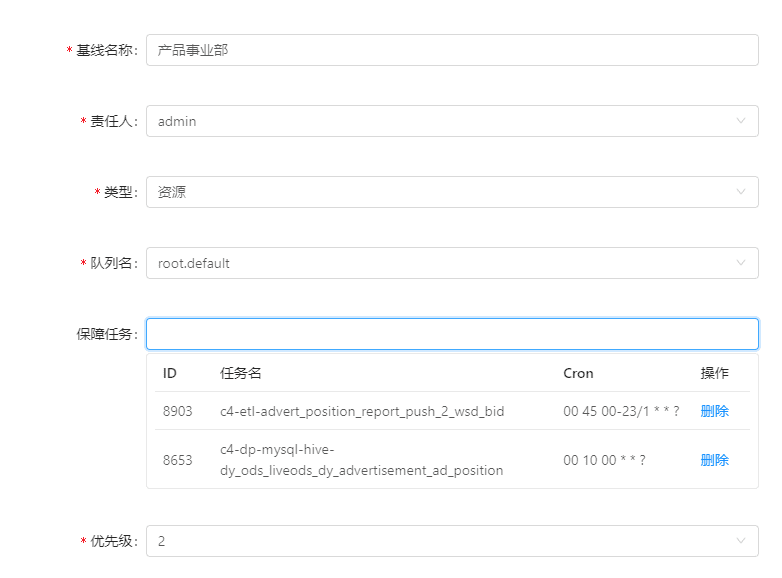 * 基线名称: 产品事业部
* 责任人: admin
* 类型: 资源
* 队列名: root.default
保障任务:
ID 任务名 Cron 操作
8903 c4-etl-advert_position_report_push_2_wsd_bid 00 45 00-23/1 * * ? 删除
8653 c4-dp-mysql-hive-
dy_ods_liveods_dy_advertisement_ad_position 00 10 00 * * ? 删除
* 优先级: 2